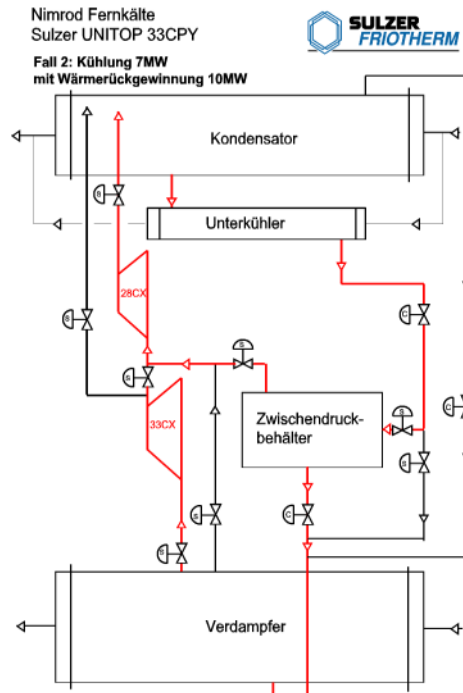 Nimrod Fernkälte
Sulzer UNITOP 33CPY
SULZER
FRIOTHERM
Fall 2: Kühlung 7MW
mit Wärmerückgewinnung 10MW
Kondensator
S
Unterkühler
28CX
S
C
S
S
C
33CX
Zwischendruck-
behälter
S
S
C
S
S
Verdampfer